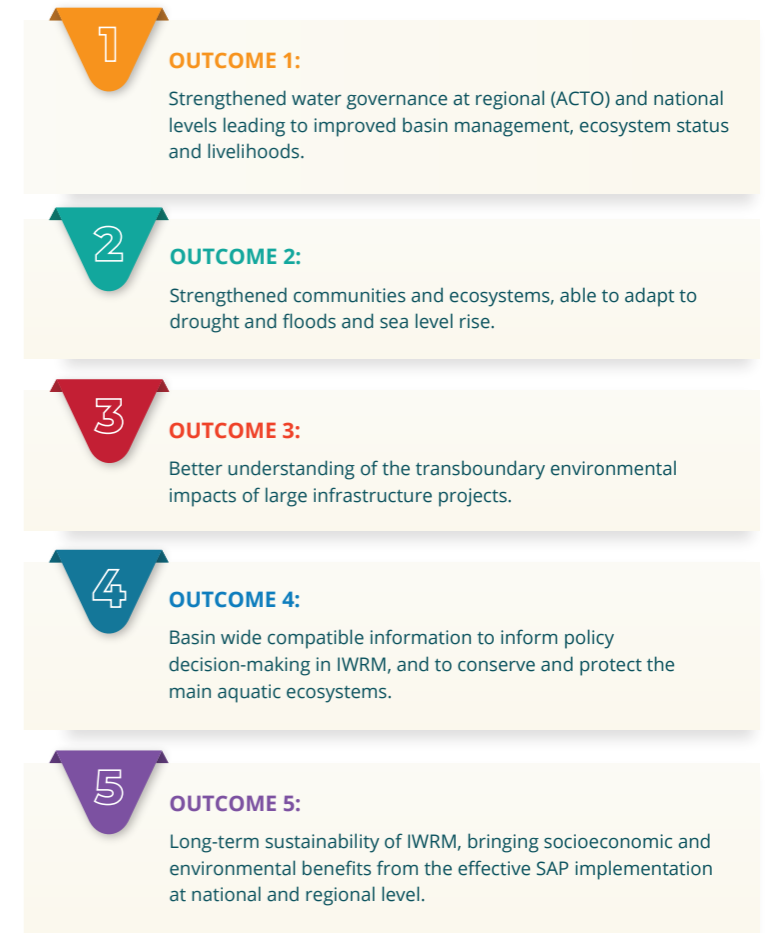 1
OUTCOME 1:
Strengthened water governance at regional (ACTO) and national
levels leading to improved basin management, ecosystem status
and livelihoods.
2
OUTCOME 2:
Strengthened communities and ecosystems, able to adapt to
drought and floods and sea level rise.
3
OUTCOME 3:
Better understanding of the transboundary environmental
impacts of large infrastructure projects.
4
OUTCOME 4:
Basin wide compatible information to inform policy
decision-making in IWRM, and to conserve and protect the
main aquatic ecosystems.
5
OUTCOME 5:
Long-term sustainability of IWRM, bringing socioeconomic and
environmental benefits from the effective SAP implementation
at national and regional level.